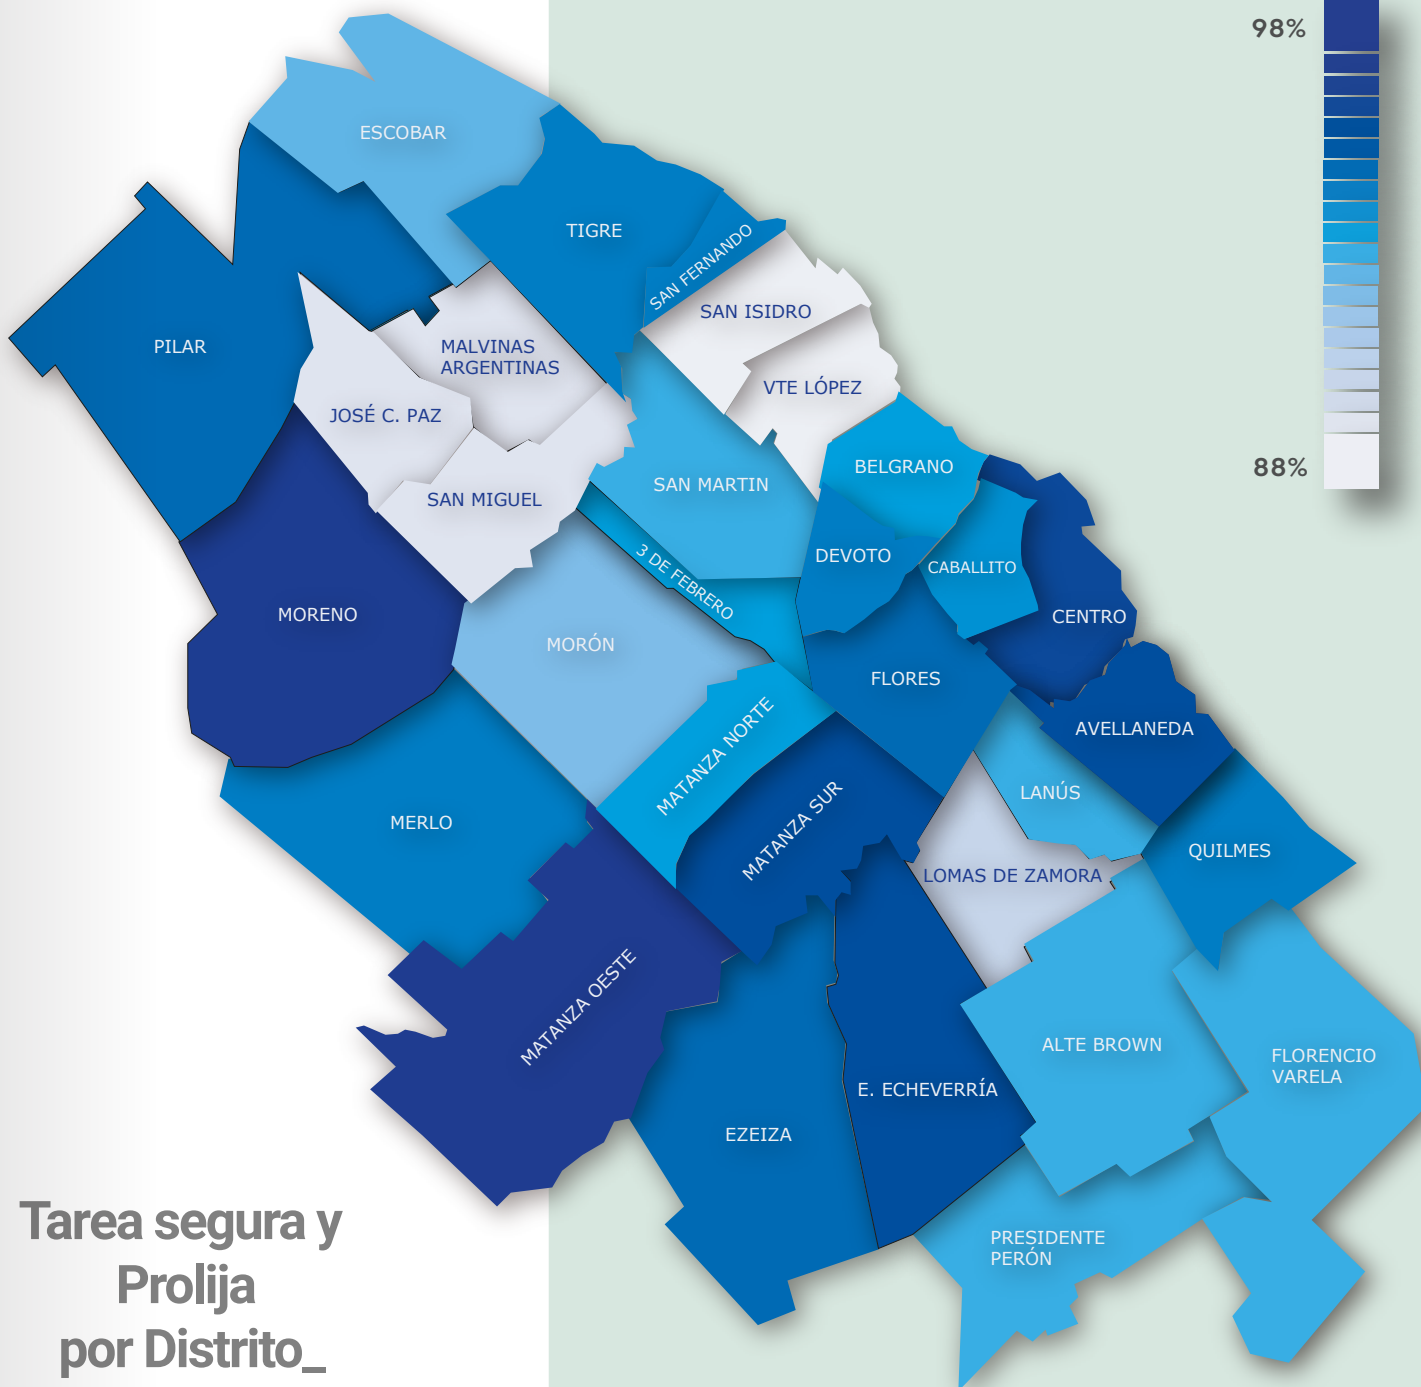 98%
ESCOBAR
TIGRE
SAN FERNANDO
SAN ISIDRO
PILAR
MALVINAS
ARGENTINAS
VTE LÓPEZ
JOSÉ C. PAZ
BELGRANO
88%
SAN MARTIN
SAN MIGUEL
DEVOTO
CABALLITO
3 DE FEBRERO
MORENO
CENTRO
MORÓN
FLORES
AVELLANEDA
MATANZA NORTE
LANÚS
MERLO
MATANZA SUR
QUILMES
LOMAS DE ZAMORA
MATANZA OESTE
ALTE BROWN
FLORENCIO
VARELA
E. ECHEVERRÍA
EZEIZA
PRESIDENTE
PERÓN
Tarea segura y
Prolija
por Distrito_